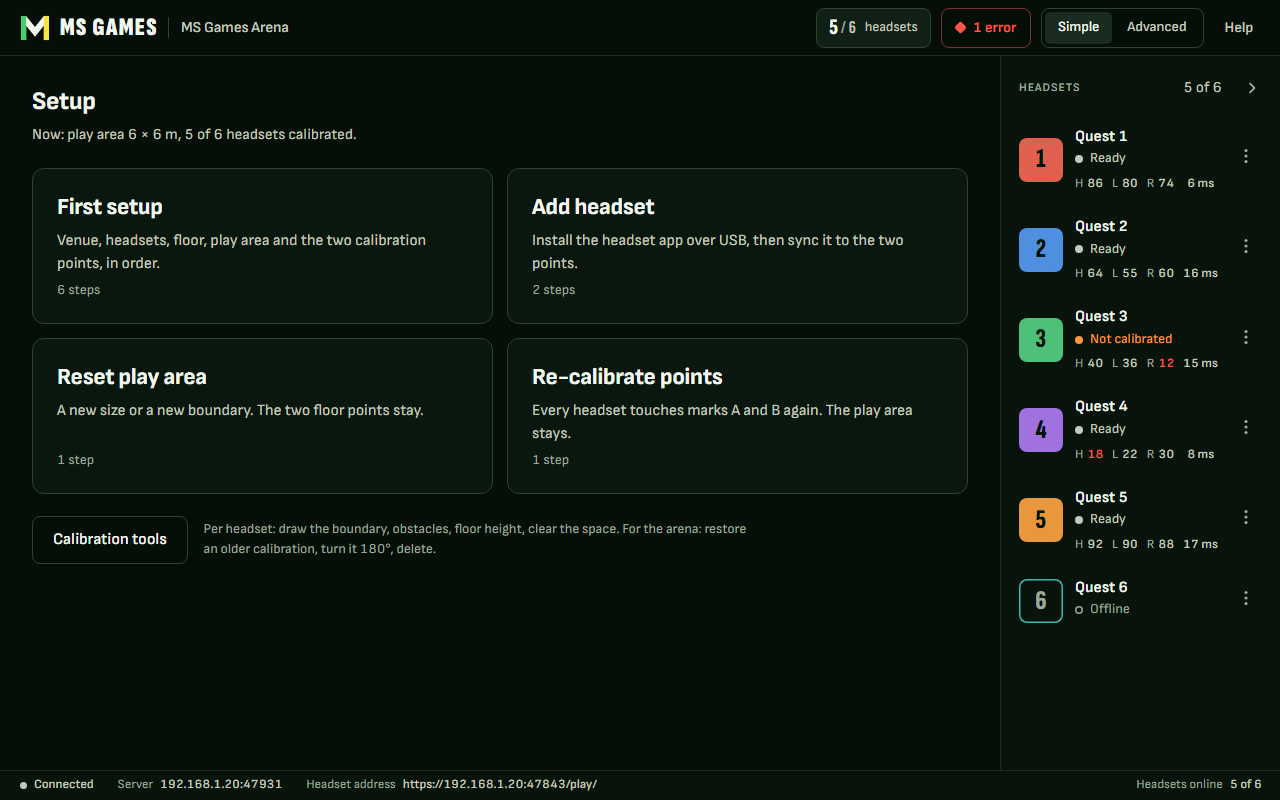 MS GAMES
MS Games Arena
5 / 6 headsets
1 error
Simple
Advanced
Help
Setup
Now: play area 6 × 6 m, 5 of 6 headsets calibrated.
First setup
Venue, headsets, floor, play area and the two calibration
points, in order.
6 steps
Add headset
Install the headset app over USB, then sync it to the two
points.
2 steps
Reset play area
A new size or a new boundary. The two floor points stay.
1 step
Re-calibrate points
Every headset touches marks A and B again. The play area
stays.
1 step
Calibration tools
Per headset: draw the boundary, obstacles, floor height, clear the space. For the arena: restore
an older calibration, turn it 180°, delete.
HEADSETS
5 of 6
1
Quest 1
Ready
H 86 L 80 R 74 6 ms
2
Quest 2
Ready
H 64 L 55 R 60 16 ms
3
Quest 3
Not calibrated
H 40 L 36 R 12 15 ms
4
Quest 4
Ready
H 18 L 22 R 30 8 ms
5
Quest 5
Ready
H 92 L 90 R 88 17 ms
6
Quest 6
Offline
Connected
Server 192.168.1.20:47931
Headset address https://192.168.1.20:47843/play/
Headsets online 5 of 6